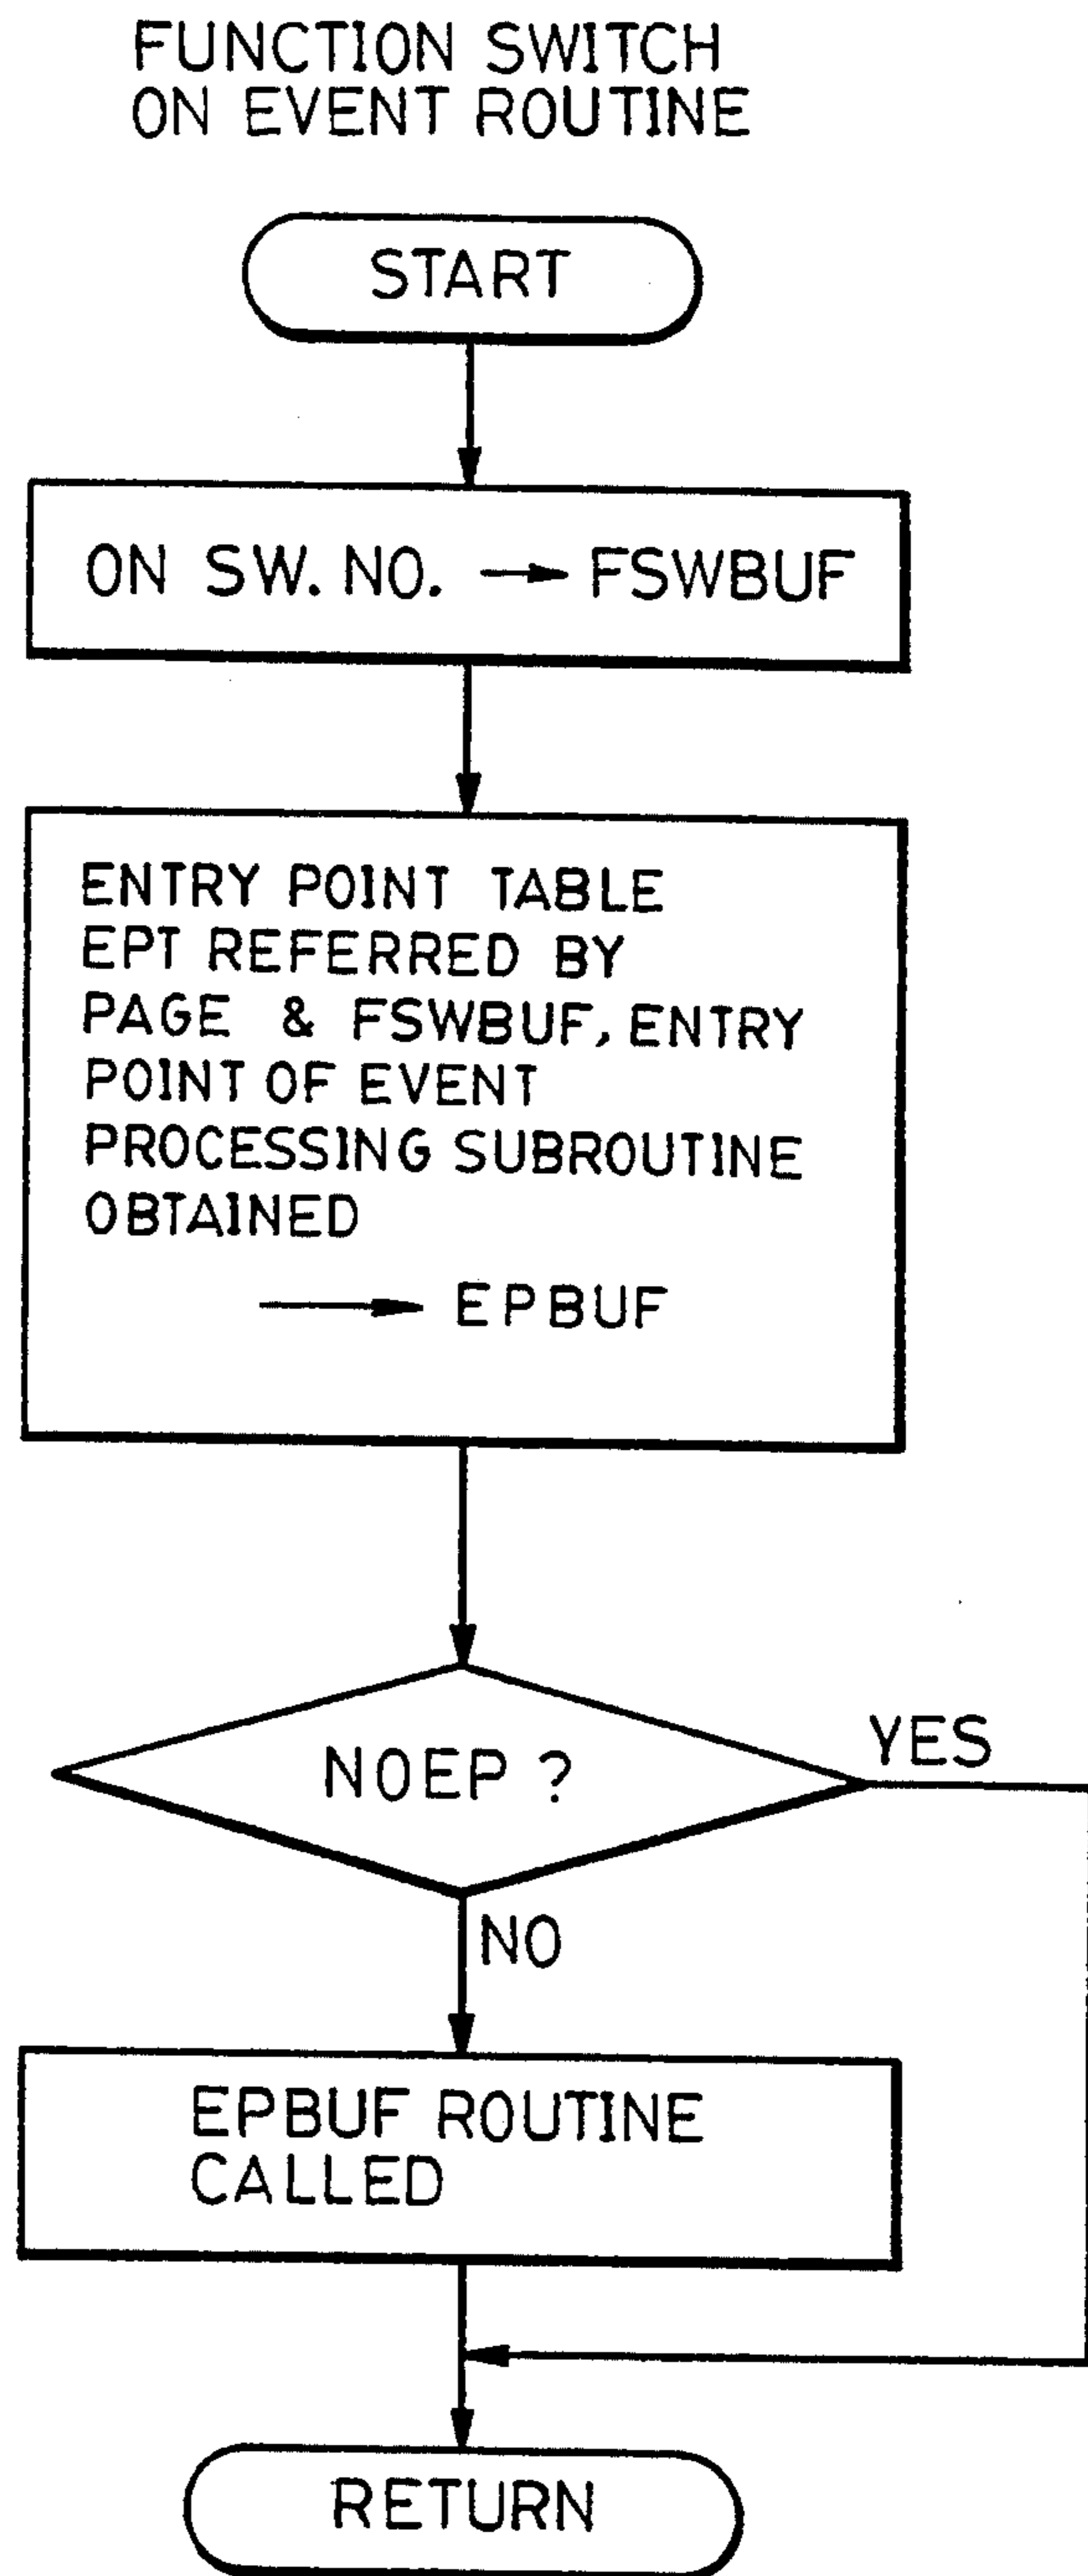 FUNCTION SWITCH
ON EVENT ROUTINE
START
ON SW. NO. → FSWBUF
ENTRY POINT TABLE
EPT REFERRED BY
PAGE & FSWBUF, ENTRY
POINT OF EVENT
PROCESSING SUBROUTINE
OBTAINED
→ EPBUF
NOEP ?
YES
NO
EPBUF ROUTINE
CALLED
RETURN